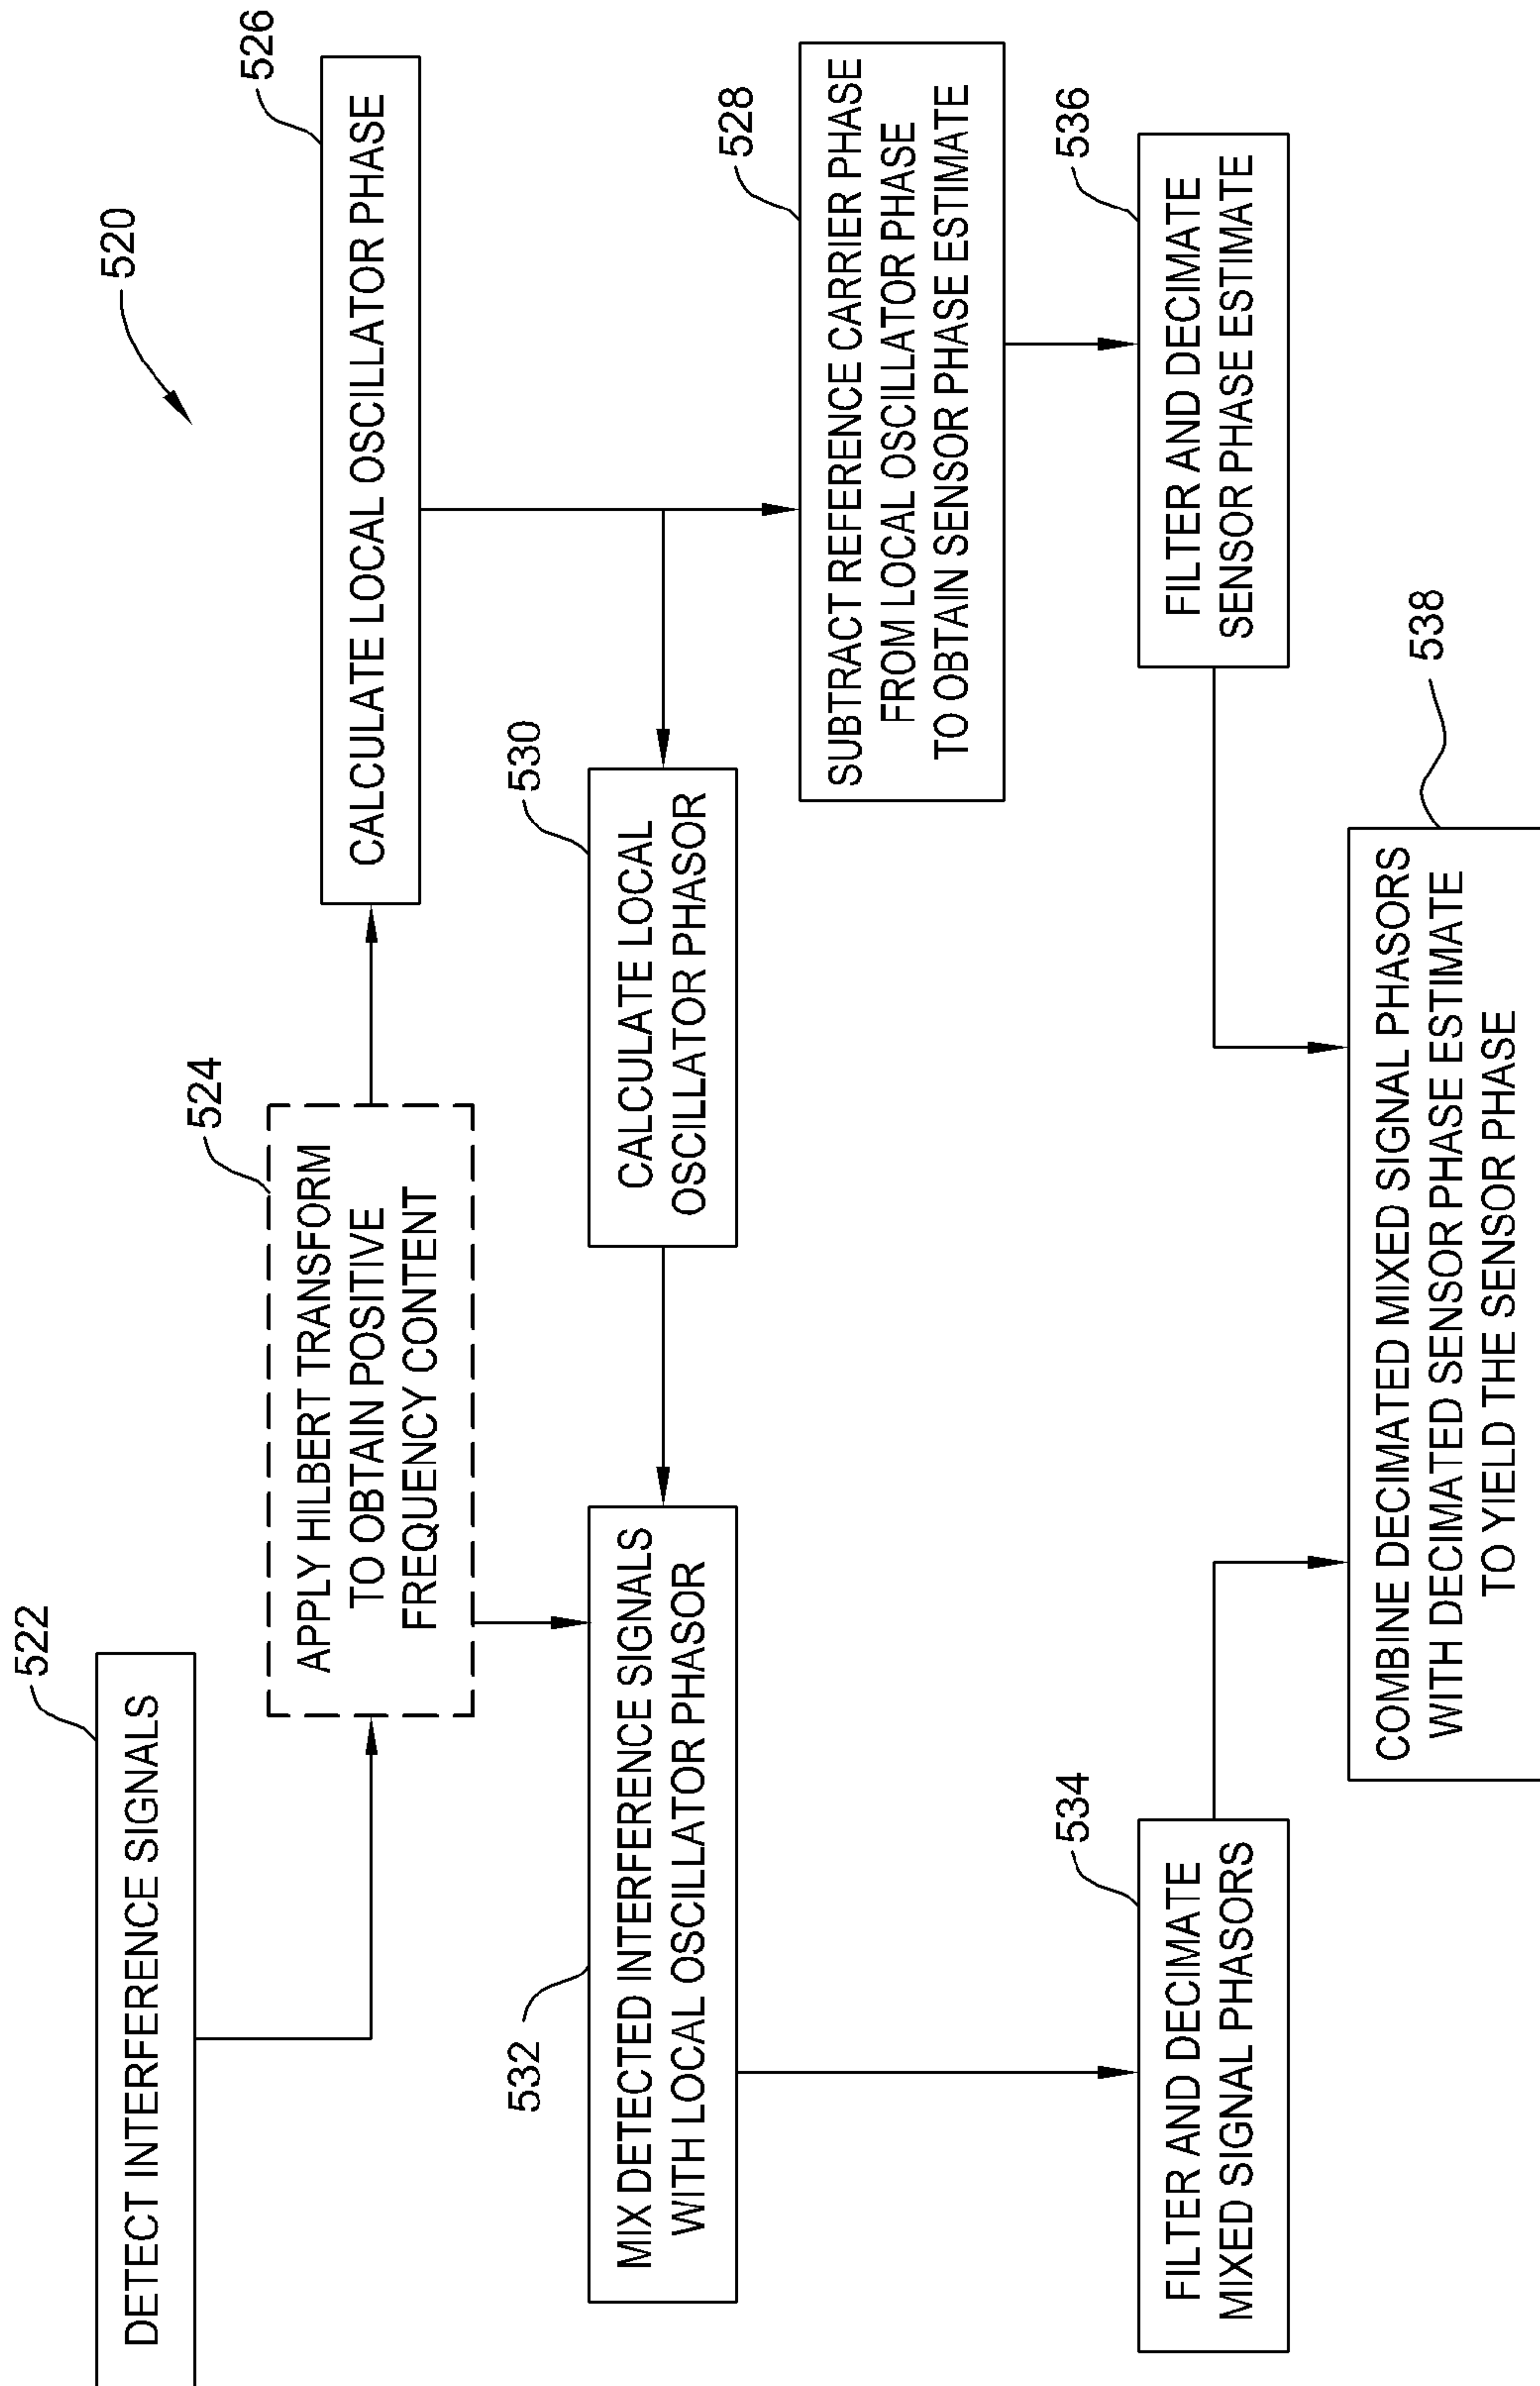 520
522
DETECT INTERFERENCE SIGNALS
524
APPLY HILBERT TRANSFORM
TO OBTAIN POSITIVE
FREQUENCY CONTENT
526
CALCULATE LOCAL OSCILLATOR PHASE
532
MIX DETECTED INTERFERENCE SIGNALS
WITH LOCAL OSCILLATOR PHASOR
530
CALCULATE LOCAL
OSCILLATOR PHASOR
528
SUBTRACT REFERENCE CARRIER PHASE
FROM LOCAL OSCILLATOR PHASE
TO OBTAIN SENSOR PHASE ESTIMATE
534
FILTER AND DECIMATE
MIXED SIGNAL PHASORS
536
FILTER AND DECIMATE
SENSOR PHASE ESTIMATE
538
COMBINE DECIMATED MIXED SIGNAL PHASORS
WITH DECIMATED SENSOR PHASE ESTIMATE
TO YIELD THE SENSOR PHASE